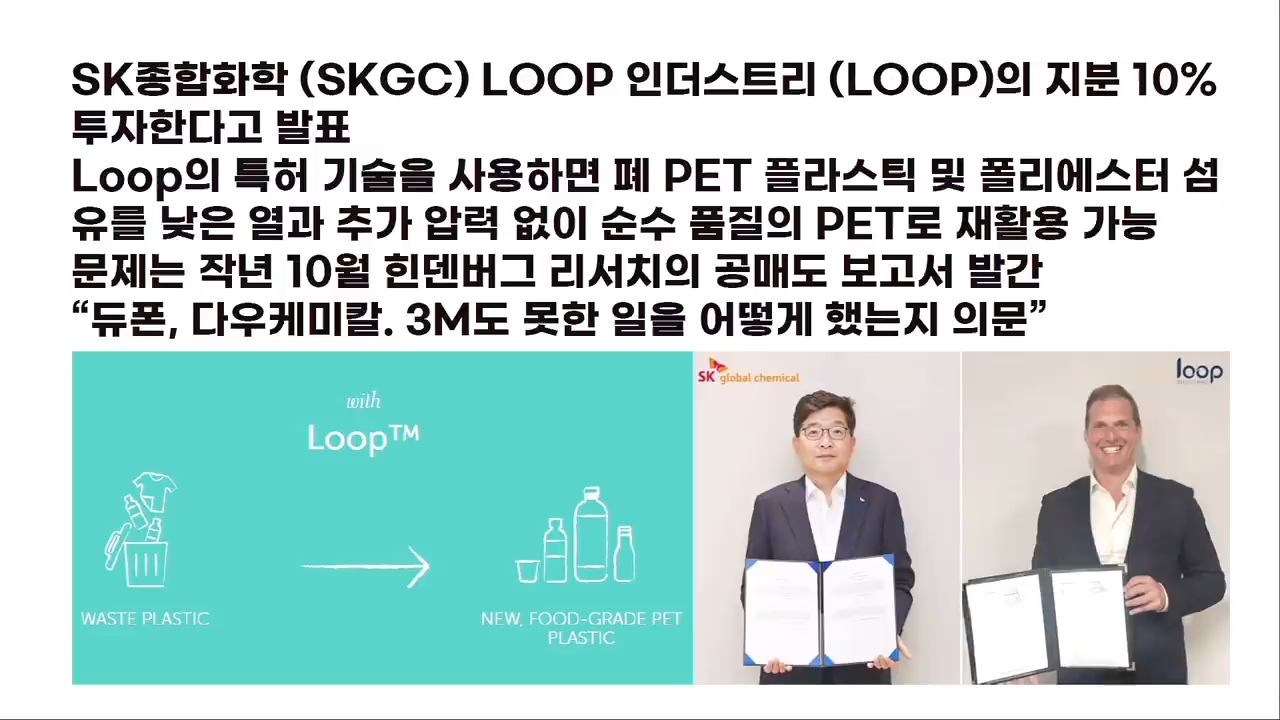 SK종합화학 (SKGC) LOOP 인더스트리 (LOOP)의 지분 10%
투자한다고 발표
Loop의 특허 기술을 사용하면 폐 PET 플라스틱 및 폴리에스터 섬
유를 낮은 열과 추가 압력 없이 순수 품질의 PET로 재활용 가능
문제는 작년 10월 힌덴버그 리서치의 공매도 보고서 발간
“듀폰, 다우케미칼. 3M도 못한 일을 어떻게 했는지 의문”
with
Loop™
WASTE PLASTIC
NEW, FOOD-GRADE PET
PLASTIC
SK global chemical
loop